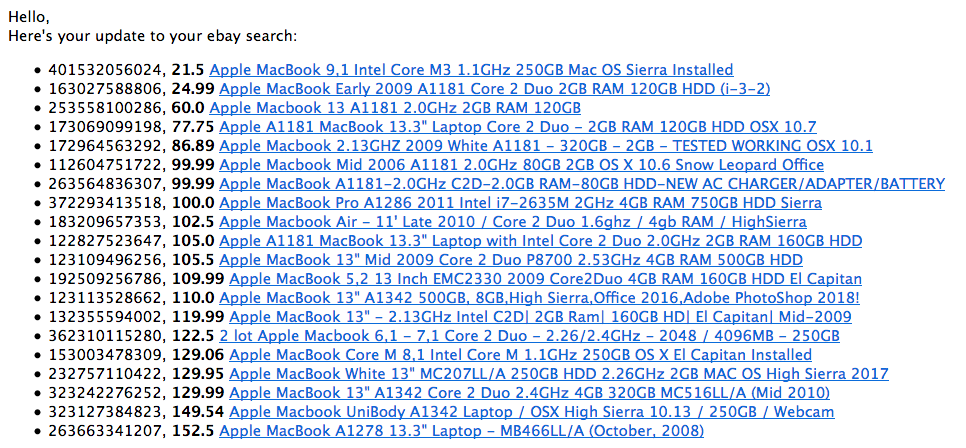 Hello,
Here's your update to your ebay search:
• 401532056024, 21.5 Apple MacBook 9,1 Intel Core M3 1.1GHz 250GB Mac OS Sierra Installed
• 163027588806, 24.99 Apple MacBook Early 2009 A1181 Core 2 Duo 2GB RAM 120GB HDD (i-3-2)
• 253558100286, 60.0 Apple Macbook 13 A1181 2.0GHz 2GB RAM 120GB
• 173069099198, 77.75 Apple A1181 MacBook 13.3" Laptop Core 2 Duo - 2GB RAM 120GB HDD OSX 10.7
• 172964563292, 86.89 Apple Macbook 2.13GHZ 2009 White A1181 - 320GB - 2GB - TESTED WORKING OSX 10.1
• 112604751722, 99.99 Apple MacBook Mid 2006 A1181 2.0GHz 80GB 2GB OS X 10.6 Snow Leopard Office
• 263564836307, 99.99 Apple MacBook A1181-2.0GHz C2D-2.0GB RAM-80GB HDD-NEW AC CHARGER/ADAPTER/BATTERY
• 372293413518, 100.0 Apple MacBook Pro A1286 2011 Intel i7-2635M 2GHz 4GB RAM 750GB HDD Sierra
• 183209657353, 102.5 Apple Macbook Air - 11' Late 2010 / Core 2 Duo 1.6ghz / 4gb RAM / HighSierra
• 122827523647, 105.0 Apple A1181 MacBook 13.3" Laptop with Intel Core 2 Duo 2.0GHz 2GB RAM 160GB HDD
• 123109496256, 105.5 Apple MacBook 13" Mid 2009 Core 2 Duo P8700 2.53GHz 4GB RAM 500GB HDD
• 192509256786, 109.99 Apple MacBook 5,2 13 Inch EMC2330 2009 Core2Duo 4GB RAM 160GB HDD El Capitan
• 123113528662, 110.0 Apple MacBook 13" A1342 500GB, 8GB,High Sierra,Office 2016,Adobe PhotoShop 2018!
• 132355594002, 119.99 Apple MacBook 13" - 2.13GHz Intel C2D| 2GB Ram| 160GB HD| El Capitan| Mid-2009
• 362310115280, 122.5 2 lot Apple Macbook 6,1 - 7,1 Core 2 Duo - 2.26/2.4GHz - 2048 / 4096MB - 250GB
• 153003478309, 129.06 Apple MacBook Core M 8,1 Intel Core M 1.1GHz 250GB OS X El Capitan Installed
• 232757110422, 129.95 Apple MacBook White 13" MC207LL/A 250GB HDD 2.26GHz 2GB MAC OS High Sierra 2017
• 323242276252, 129.99 Apple MacBook 13" A1342 Core 2 Duo 2.4GHz 4GB 320GB MC516LL/A (Mid 2010)
• 323127384823, 149.54 Apple Macbook UniBody A1342 Laptop / OSX High Sierra 10.13 / 250GB / Webcam
• 263663341207, 152.5 Apple MacBook A1278 13.3" Laptop - MB466LL/A (October, 2008)